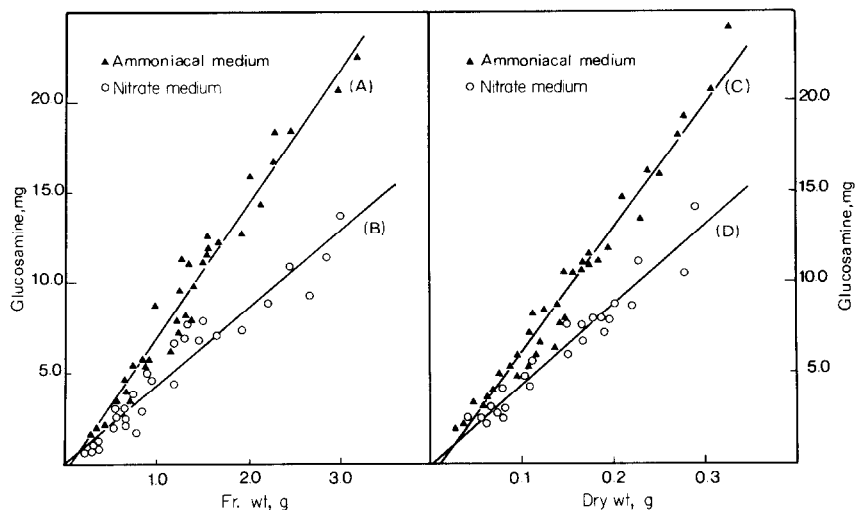 ▲ Ammoniacal medium
○ Nitrate medium
(A)
(B)
20.0
15.0
10.0
5.0
Glucosamine, mg
1.0
2.0
3.0
Fr. wt, g
▲ Ammoniacal medium
○ Nitrate medium
(C)
(D)
20.0
15.0
10.0
5.0
Glucosamine, mg
0.1
0.2
0.3
Dry wt, g